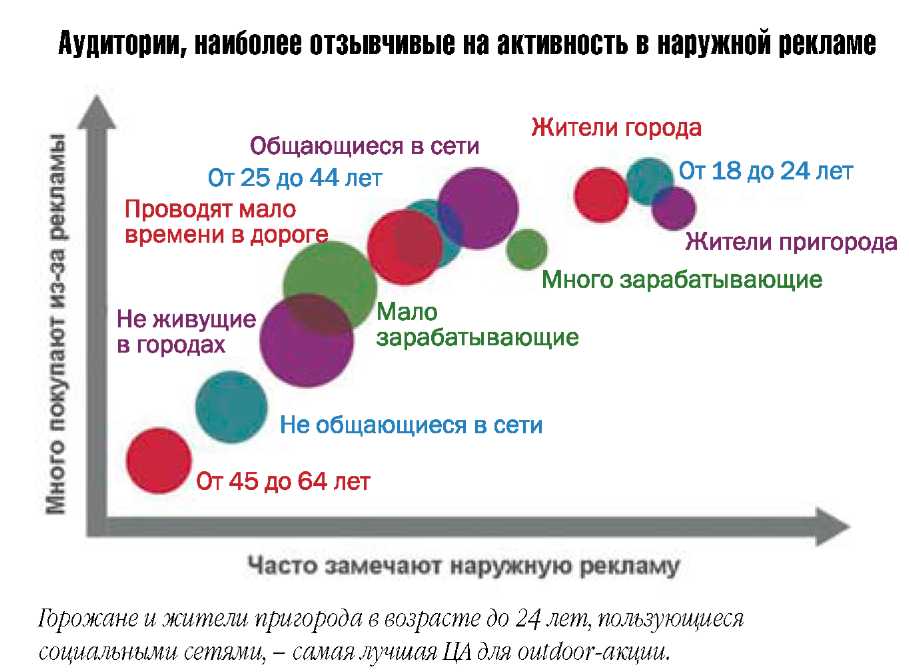 Аудитории, наиболее отзывчивые на активность в наружной рекламе
Много покупают из-за рекламы
Жители города
Общающиеся в сети
От 25 до 44 лет
От 18 до 24 лет
Проводят мало
времени в дороге
Жители пригорода
Много зарабатывающие
Не живущие
в городах
Мало
зарабатывающие
Не общающиеся в сети
От 45 до 64 лет
Часто замечают наружную рекламу
Горожане и жители пригорода в возрасте до 24 лет, пользующиеся
социальными сетями, – самая лучшая ЦА для outdoor-акции.